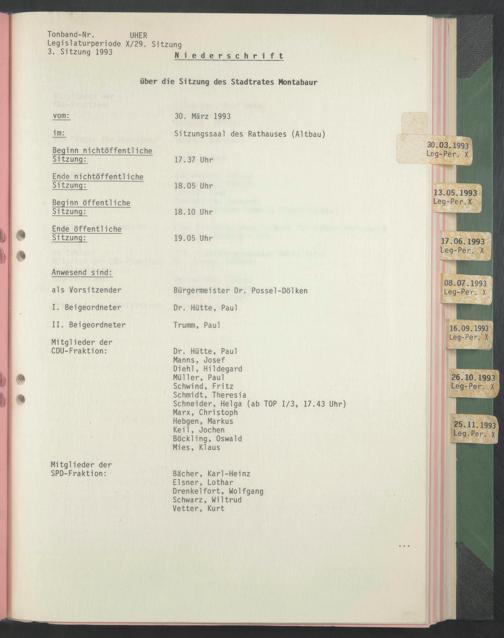 Tonband-Nr. UHER
Legislaturperiode X/29. Sitzung
3. Sitzung 1993
Niederschrift
über die Sitzung des Stadtrates Montabaur
vom: 30. März 1993
im: Sitzungssaal des Rathauses (Altbau)
Beginn nichtöffentliche
Sitzung: 17.37 Uhr
Ende nichtöffentliche
Sitzung: 18.05 Uhr
Beginn öffentliche
Sitzung: 18.10 Uhr
Ende öffentliche
Sitzung: 19.05 Uhr
Anwesend sind:
als Vorsitzender Bürgermeister Dr. Possel-Dölken
I. Beigeordneter Dr. Hütte, Paul
II. Beigeordneter Trumm, Paul
Mitglieder der
CDU-Fraktion: Dr. Hütte, Paul
Manns, Josef
Diehl, Hildegard
Müller, Paul
Schwind, Fritz
Schmidt, Theresia
Schneider, Helga (ab TOP I/3, 17.43 Uhr)
Marx, Christoph
Hebgen, Markus
Keil, Jochen
Böckling, Oswald
Mies, Klaus
Mitglieder der
SPD-Fraktion: Bächer, Karl-Heinz
Elsner, Lothar
Drenkelfort, Wolfgang
Schwarz, Wiltrud
Vetter, Kurt
...
30.03.1993
Leg-Per. X
13.05.1993
Leg-Per. X
17.06.1993
Leg-Per. X
08.07.1993
Leg-Per. X
16.09.1993
Leg-Per. X
26.10.1993
Leg-Per. X
25.11.1993
Leg.Per. X